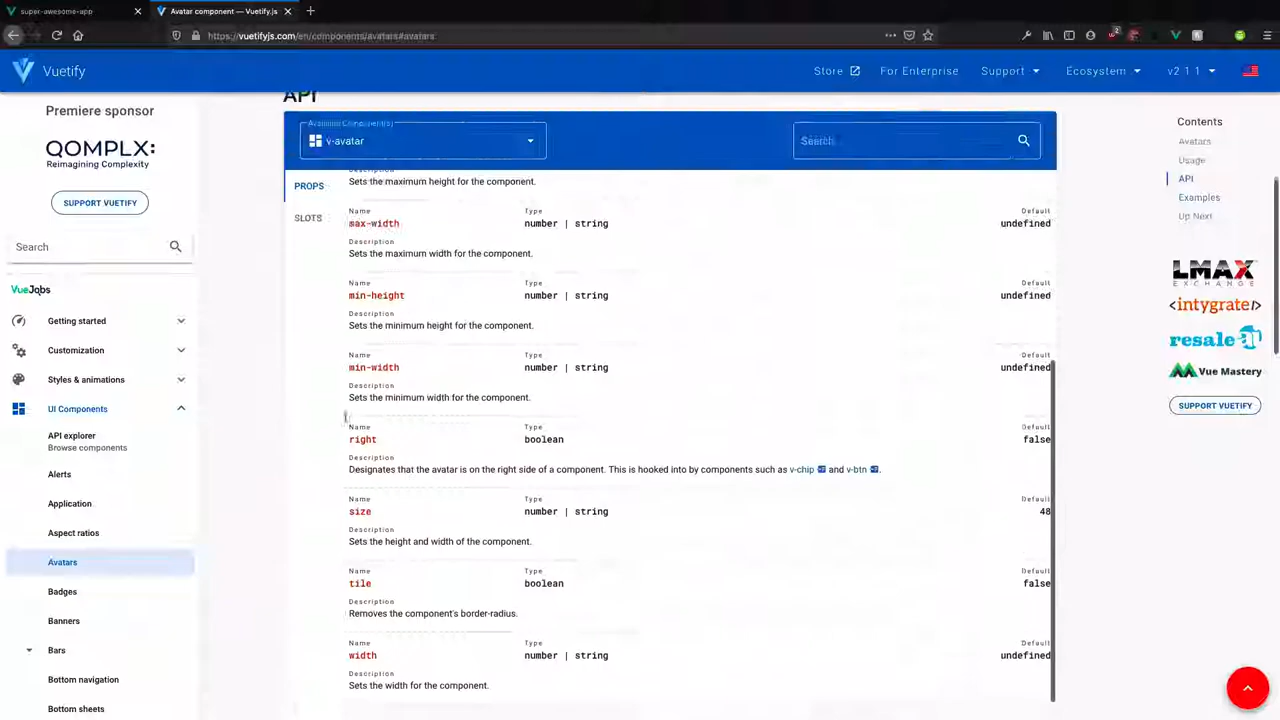 super-awesome-app
Avatar component — Vuetify.js
https://vuetifyjs.com/en/components/avatars#avatars
Vuetify
Store
For Enterprise
Support
Ecosystem
v2.1.1
Premiere sponsor
QOMPLX:
Reimagining Complexity
SUPPORT VUETIFY
Search
VueJobs
Getting started
Customization
Styles & animations
UI Components
API explorer
Browse components
Alerts
Application
Aspect ratios
Avatars
Badges
Banners
Bars
Bottom navigation
Bottom sheets
API
Available Component(s)
v-avatar
Search
PROPS
SLOTS
Description
Sets the maximum height for the component.
Name Type Default
max-width number | string undefined
Description
Sets the maximum width for the component.
Name Type Default
min-height number | string undefined
Description
Sets the minimum height for the component.
Name Type Default
min-width number | string undefined
Description
Sets the minimum width for the component.
Name Type Default
right boolean false
Description
Designates that the avatar is on the right side of a component. This is hooked into by components such as v-chip and v-btn.
Name Type Default
size number | string 48
Description
Sets the height and width of the component.
Name Type Default
tile boolean false
Description
Removes the component's border-radius.
Name Type Default
width number | string undefined
Description
Sets the width for the component.
Contents
Avatars
Usage
API
Examples
Up Next
LMAX
EXCHANGE
<intygrate/>
resale ai
Vue Mastery
SUPPORT VUETIFY